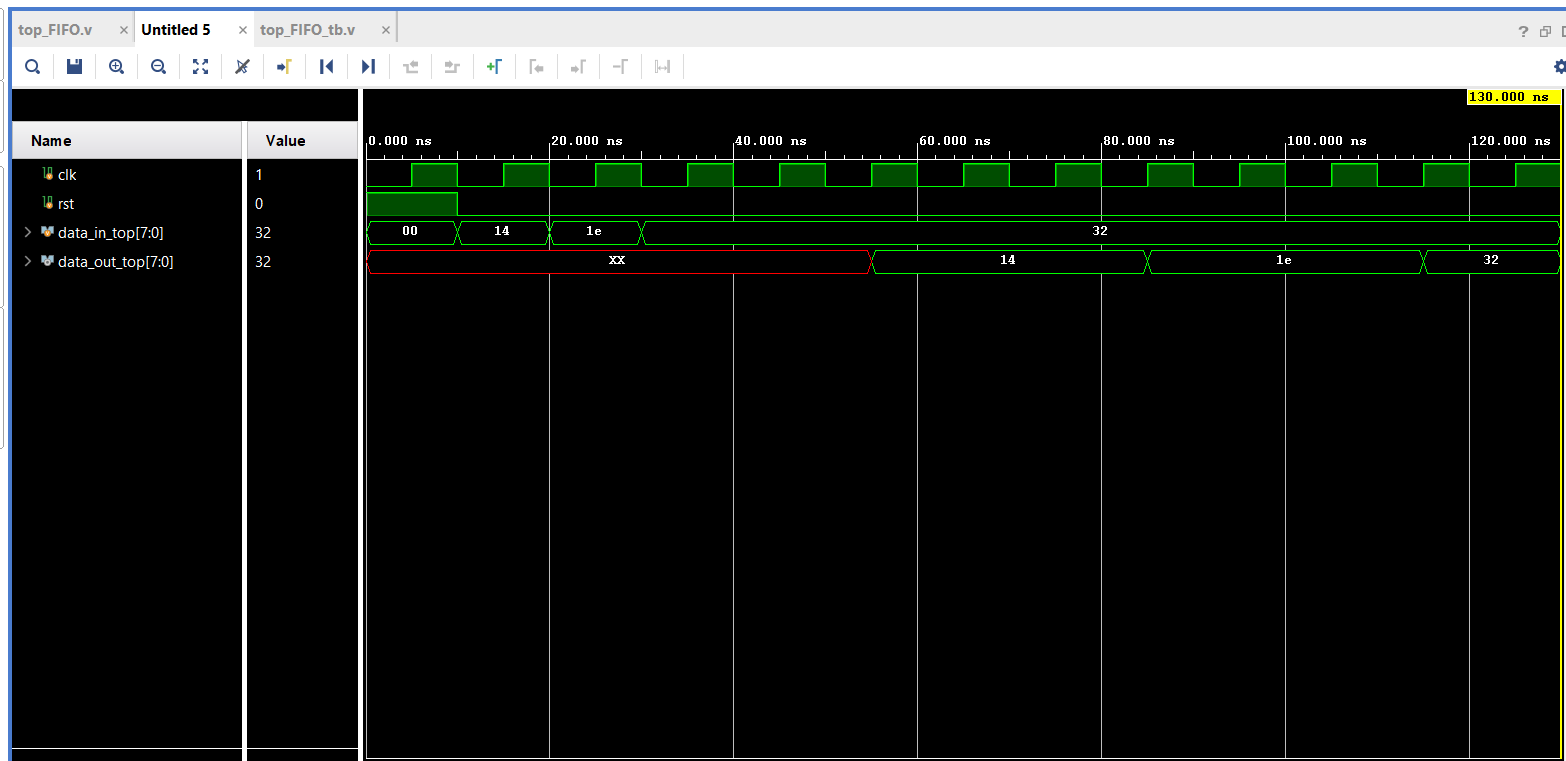 top_FIFO.v × Untitled 5 × top_FIFO_tb.v × ?
130.000 ns
Name Value 0.000 ns 20.000 ns 40.000 ns 60.000 ns 80.000 ns 100.000 ns 120.000 ns
clk 1
rst 0
data_in_top[7:0] 32 00 14 1e 32
data_out_top[7:0] 32 XX 14 1e 32